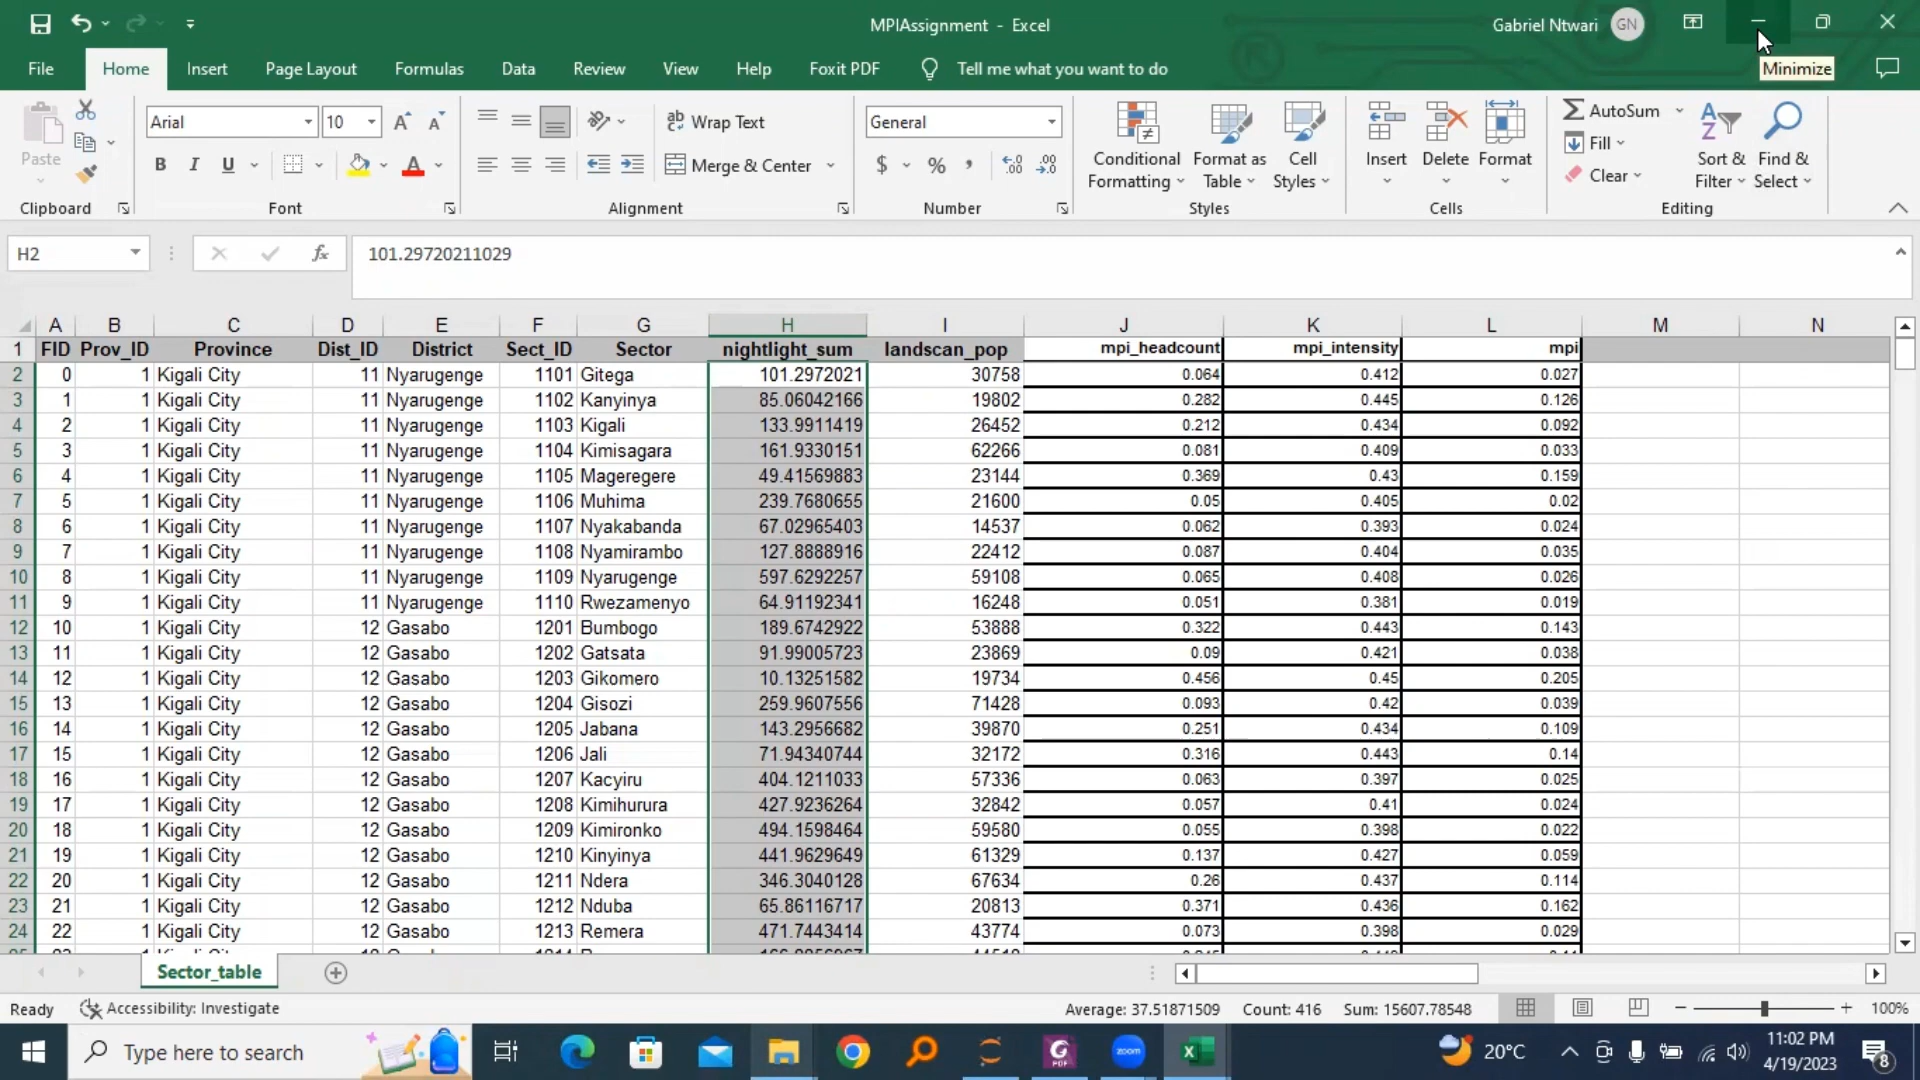 MPIAssignment - Excel
Gabriel Ntwari GN
Minimize
File Home Insert Page Layout Formulas Data Review View Help Foxit PDF Tell me what you want to do
Paste
Clipboard
Arial 10
B I U
Font
Wrap Text
Merge & Center
Alignment
General
$ % ,
Number
Conditional Formatting
Format as Table
Cell Styles
Styles
Insert Delete Format
Cells
AutoSum
Fill
Clear
Sort & Filter
Find & Select
Editing
H2 fx 101.29720211029
A B C D E F G H I J K L M N
1 FID Prov_ID Province Dist_ID District Sect_ID Sector nightlight_sum landscan_pop mpi_headcount mpi_intensity mpi
2 0 1 Kigali City 11 Nyarugenge 1101 Gitega 101.2972021 30758 0.064 0.412 0.027
3 1 1 Kigali City 11 Nyarugenge 1102 Kanyinya 85.06042166 19802 0.282 0.445 0.126
4 2 1 Kigali City 11 Nyarugenge 1103 Kigali 133.9911419 26452 0.212 0.434 0.092
5 3 1 Kigali City 11 Nyarugenge 1104 Kimisagara 161.9330151 62266 0.081 0.409 0.033
6 4 1 Kigali City 11 Nyarugenge 1105 Mageregere 49.41569883 23144 0.369 0.43 0.159
7 5 1 Kigali City 11 Nyarugenge 1106 Muhima 239.7680655 21600 0.05 0.405 0.02
8 6 1 Kigali City 11 Nyarugenge 1107 Nyakabanda 67.02965403 14537 0.062 0.393 0.024
9 7 1 Kigali City 11 Nyarugenge 1108 Nyamirambo 127.8888916 22412 0.087 0.404 0.035
10 8 1 Kigali City 11 Nyarugenge 1109 Nyarugenge 597.6292257 59108 0.065 0.408 0.026
11 9 1 Kigali City 11 Nyarugenge 1110 Rwezamenyo 64.91192341 16248 0.051 0.381 0.019
12 10 1 Kigali City 12 Gasabo 1201 Bumbogo 189.6742922 53888 0.322 0.443 0.143
13 11 1 Kigali City 12 Gasabo 1202 Gatsata 91.99005723 23869 0.09 0.421 0.038
14 12 1 Kigali City 12 Gasabo 1203 Gikomero 10.13251582 19734 0.456 0.45 0.205
15 13 1 Kigali City 12 Gasabo 1204 Gisozi 259.9607556 71428 0.093 0.42 0.039
16 14 1 Kigali City 12 Gasabo 1205 Jabana 143.2956682 39870 0.251 0.434 0.109
17 15 1 Kigali City 12 Gasabo 1206 Jali 71.94340744 32172 0.316 0.443 0.14
18 16 1 Kigali City 12 Gasabo 1207 Kacyiru 404.1211033 57336 0.063 0.397 0.025
19 17 1 Kigali City 12 Gasabo 1208 Kimihurura 427.9236264 32842 0.057 0.41 0.024
20 18 1 Kigali City 12 Gasabo 1209 Kimironko 494.1598464 59580 0.055 0.398 0.022
21 19 1 Kigali City 12 Gasabo 1210 Kinyinya 441.9629649 61329 0.137 0.427 0.059
22 20 1 Kigali City 12 Gasabo 1211 Ndera 346.3040128 67634 0.26 0.437 0.114
23 21 1 Kigali City 12 Gasabo 1212 Nduba 65.86116717 20813 0.371 0.436 0.162
24 22 1 Kigali City 12 Gasabo 1213 Remera 471.7443414 43774 0.073 0.398 0.029
Sector_table
Ready Accessibility: Investigate Average: 37.51871509 Count: 416 Sum: 15607.78548 100%
Type here to search
zoom
20°C
11:02 PM
4/19/2023
8